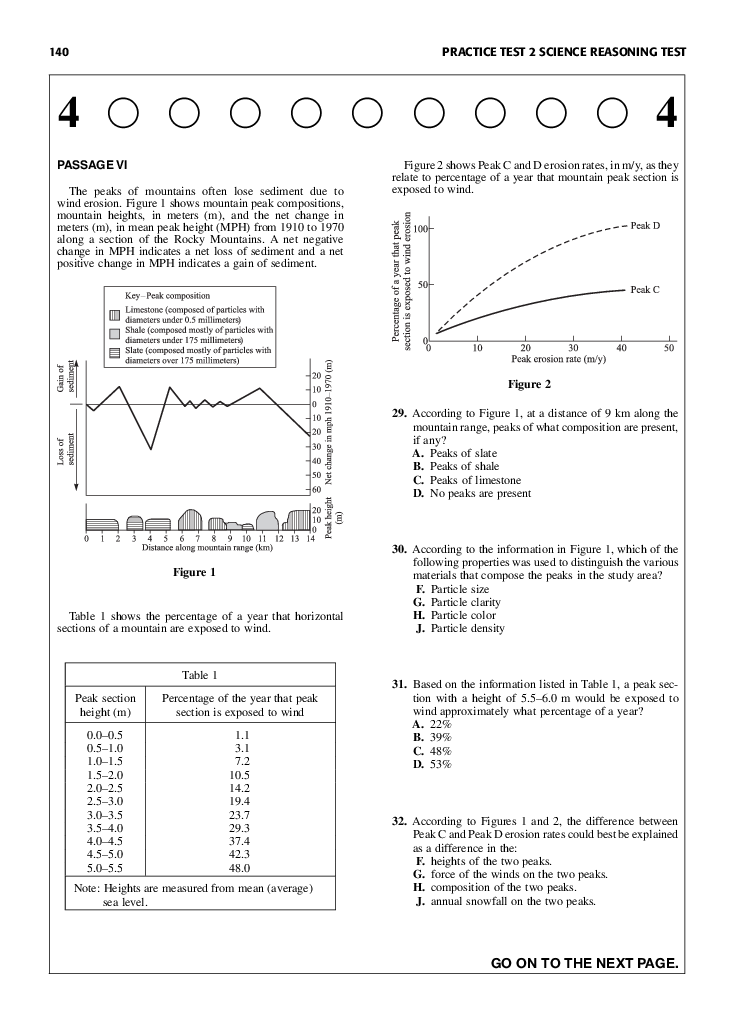 140
PRACTICE TEST 2 SCIENCE REASONING TEST
4
4
PASSAGE VI
The peaks of mountains often lose sediment due to
wind erosion. Figure 1 shows mountain peak compositions,
mountain heights, in meters (m), and the net change in
meters (m), in mean peak height (MPH) from 1910 to 1970
along a section of the Rocky Mountains. A net negative
change in MPH indicates a net loss of sediment and a net
positive change in MPH indicates a gain of sediment.
Key–Peak composition
Limestone (composed of particles with
diameters under 0.5 millimeters)
Shale (composed mostly of particles with
diameters under 175 millimeters)
Slate (composed mostly of particles with
diameters over 175 millimeters)
Gain of
sediment
Loss of
sediment
20
10
0
10
20
30
40
50
60
Net change in mph 1910–1970 (m)
20
10
0
Peak height
(m)
0 1 2 3 4 5 6 7 8 9 10 11 12 13 14
Distance along mountain range (km)
Figure 1
Table 1 shows the percentage of a year that horizontal
sections of a mountain are exposed to wind.
Table 1
Peak section
height (m)
Percentage of the year that peak
section is exposed to wind
0.0–0.5 1.1
0.5–1.0 3.1
1.0–1.5 7.2
1.5–2.0 10.5
2.0–2.5 14.2
2.5–3.0 19.4
3.0–3.5 23.7
3.5–4.0 29.3
4.0–4.5 37.4
4.5–5.0 42.3
5.0–5.5 48.0
Note: Heights are measured from mean (average)
sea level.
Figure 2 shows Peak C and D erosion rates, in m/y, as they
relate to percentage of a year that mountain peak section is
exposed to wind.
Percentage of a year that peak
section is exposed to wind erosion
100
50
0
Peak D
Peak C
0 10 20 30 40 50
Peak erosion rate (m/y)
Figure 2
29. According to Figure 1, at a distance of 9 km along the
mountain range, peaks of what composition are present,
if any?
A. Peaks of slate
B. Peaks of shale
C. Peaks of limestone
D. No peaks are present
30. According to the information in Figure 1, which of the
following properties was used to distinguish the various
materials that compose the peaks in the study area?
F. Particle size
G. Particle clarity
H. Particle color
J. Particle density
31. Based on the information listed in Table 1, a peak sec-
tion with a height of 5.5–6.0 m would be exposed to
wind approximately what percentage of a year?
A. 22%
B. 39%
C. 48%
D. 53%
32. According to Figures 1 and 2, the difference between
Peak C and Peak D erosion rates could best be explained
as a difference in the:
F. heights of the two peaks.
G. force of the winds on the two peaks.
H. composition of the two peaks.
J. annual snowfall on the two peaks.
GO ON TO THE NEXT PAGE.